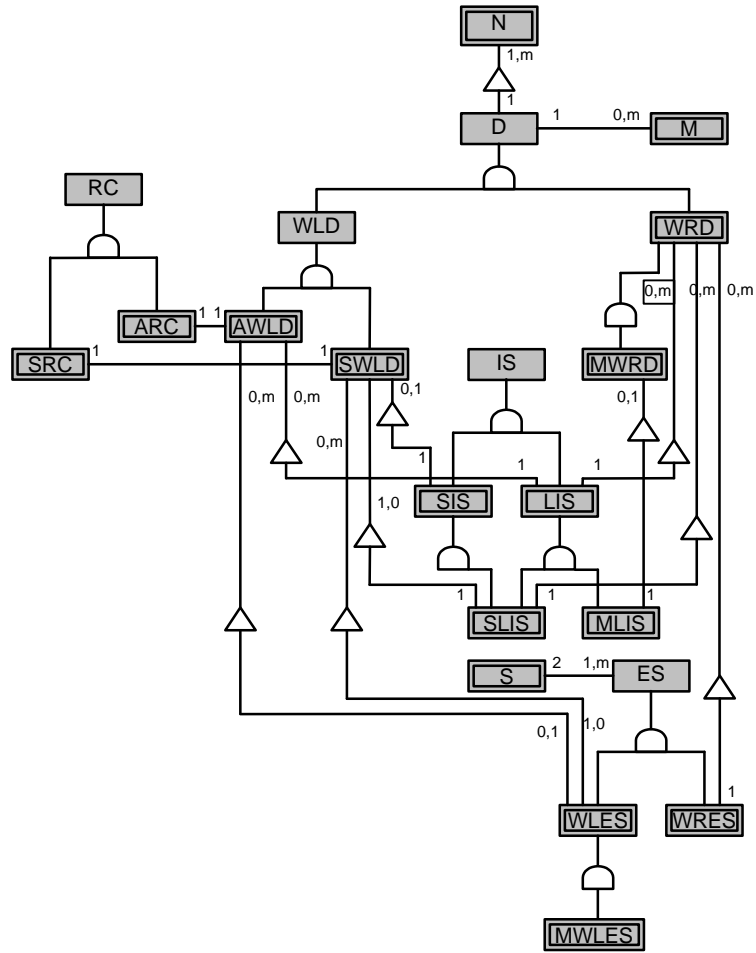 N
1,m
1
D
1
0,m
M
RC
WLD
WRD
0,m
0,m
0,m
ARC
1
1
AWLD
SRC
1
1
SWLD
IS
MWRD
0,m
0,m
0,1
0,1
0,m
1
1
1
SIS
LIS
1,0
1
1
1
SLIS
MLIS
S
2
1,m
ES
0,1
1,0
1
WLES
WRES
MWLES